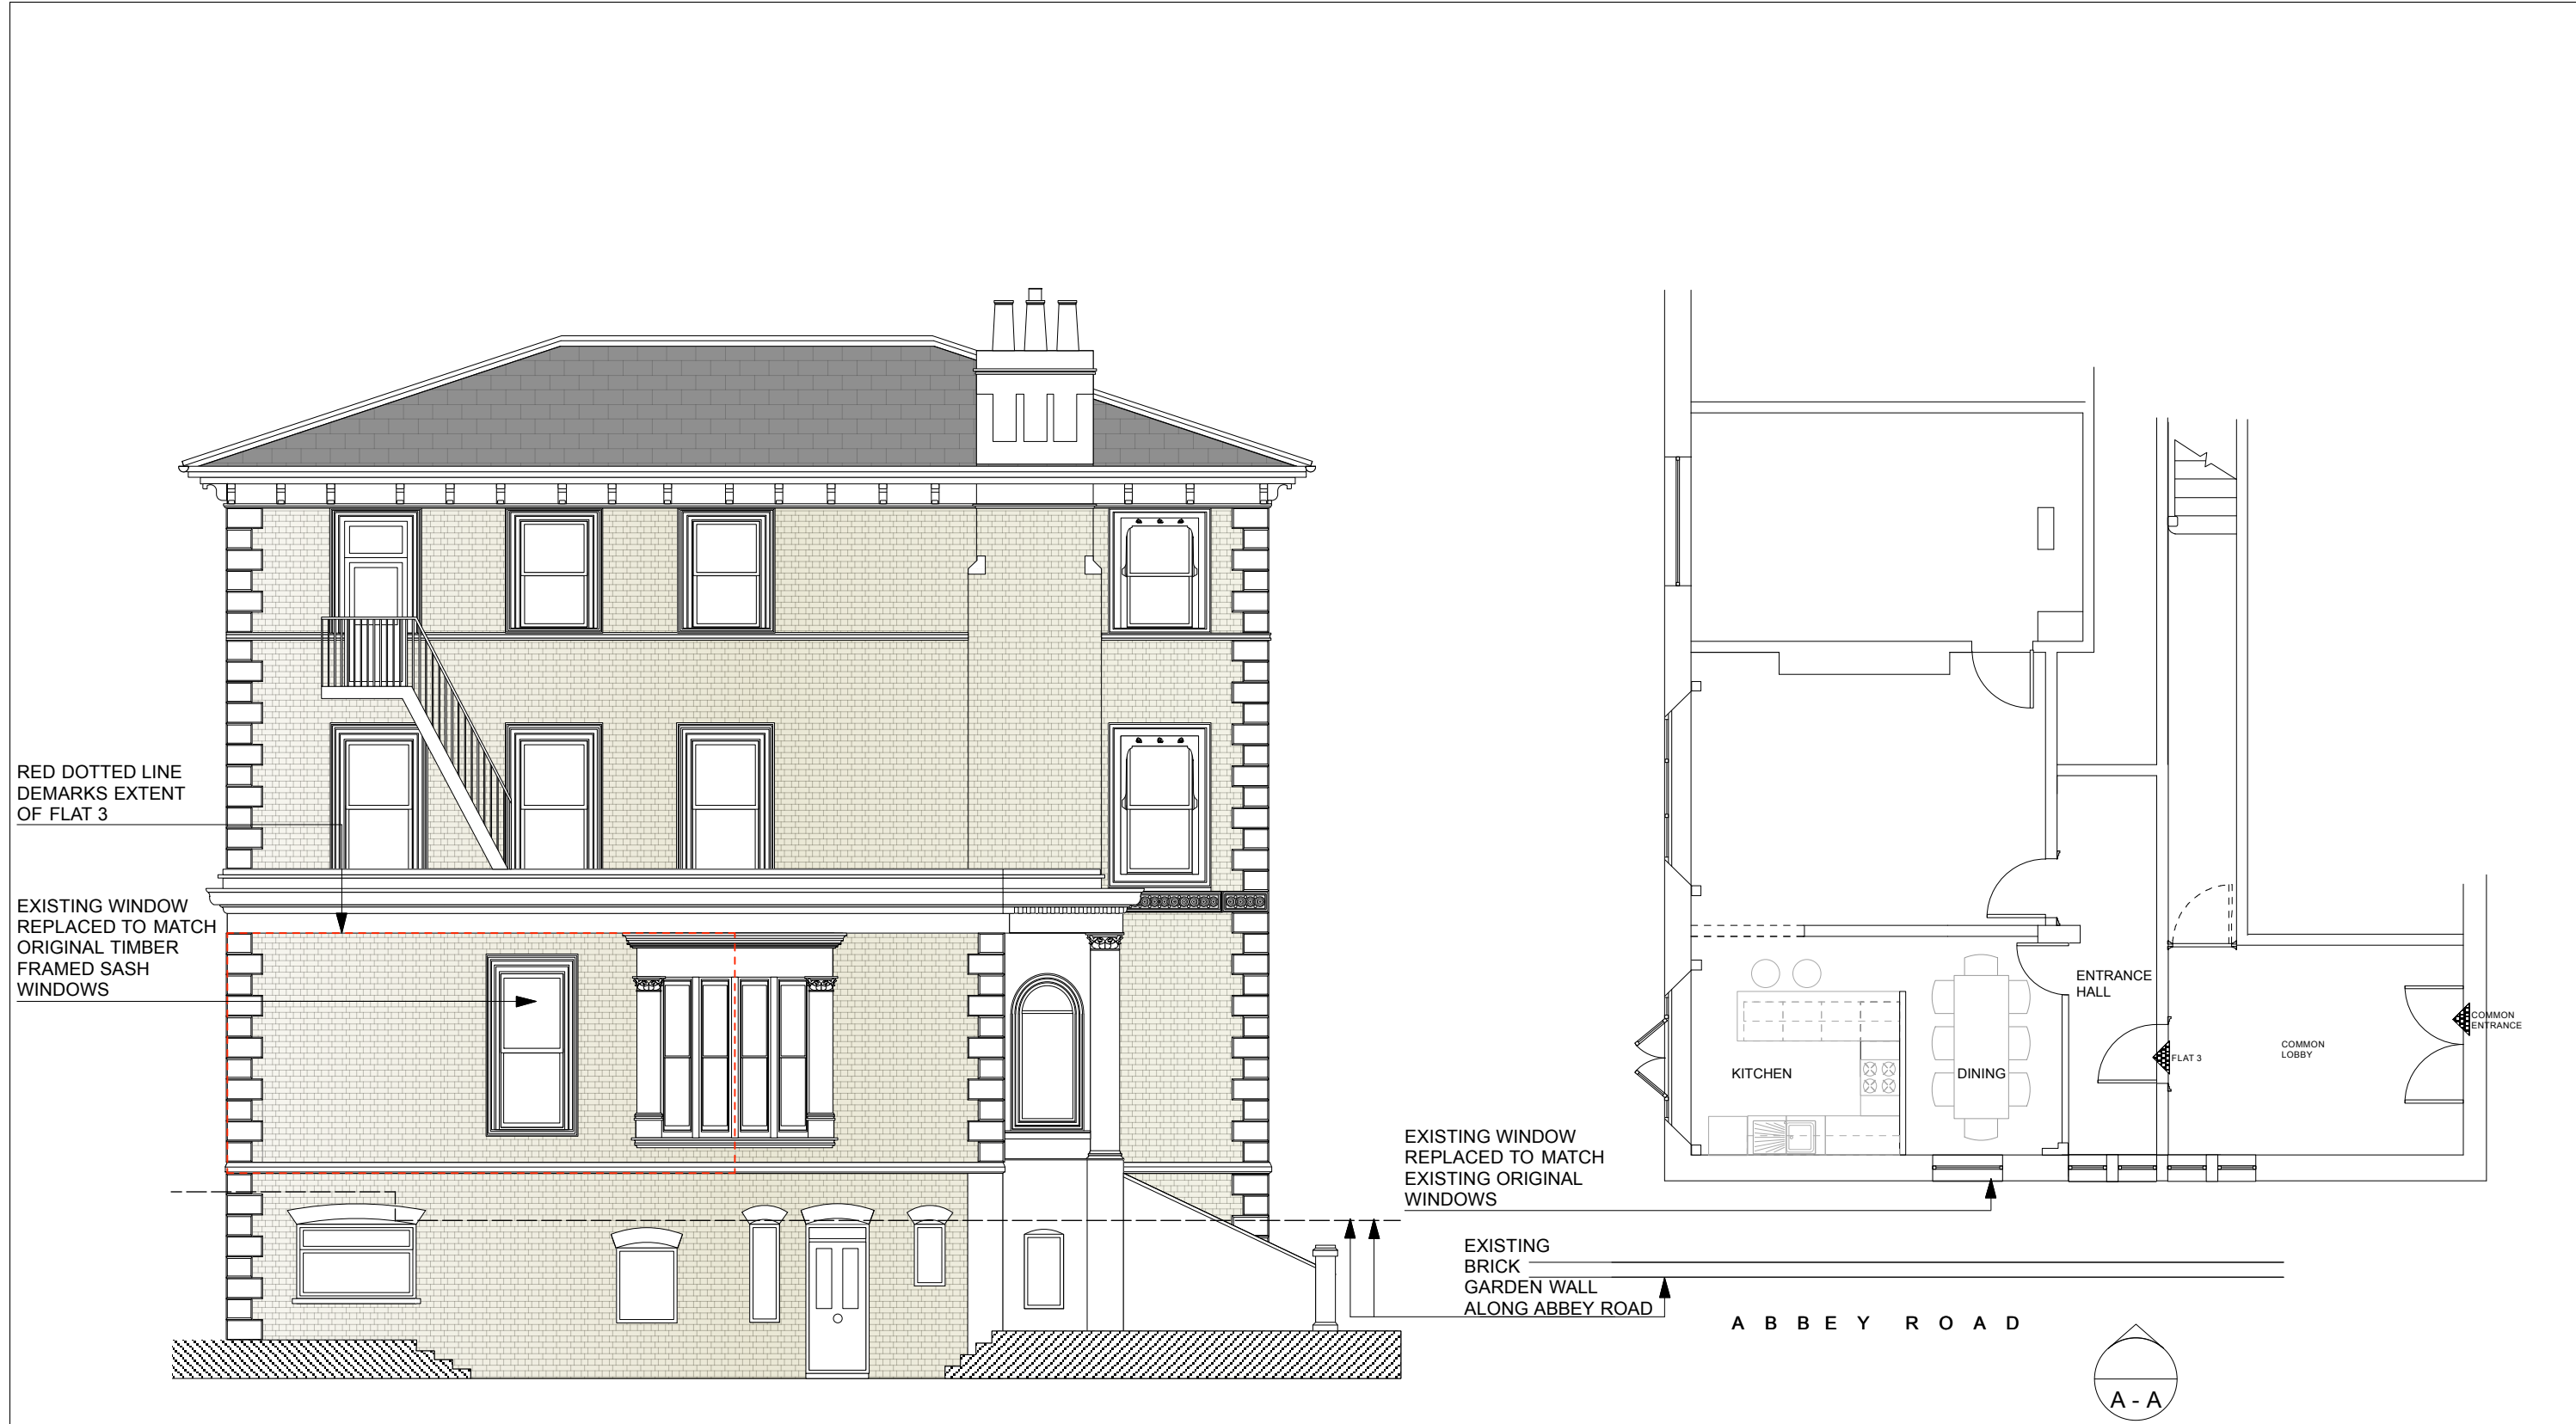 RED DOTTED LINE
DEMARKS EXTENT
OF FLAT 3
EXISTING WINDOW
REPLACED TO MATCH
ORIGINAL TIMBER
FRAMED SASH
WINDOWS
ENTRANCE
HALL
COMMON
ENTRANCE
COMMON
LOBBY
FLAT 3
KITCHEN
DINING
EXISTING WINDOW
REPLACED TO MATCH
EXISTING ORIGINAL
WINDOWS
EXISTING
BRICK
GARDEN WALL
ALONG ABBEY ROAD
ABBEY ROAD
A - A